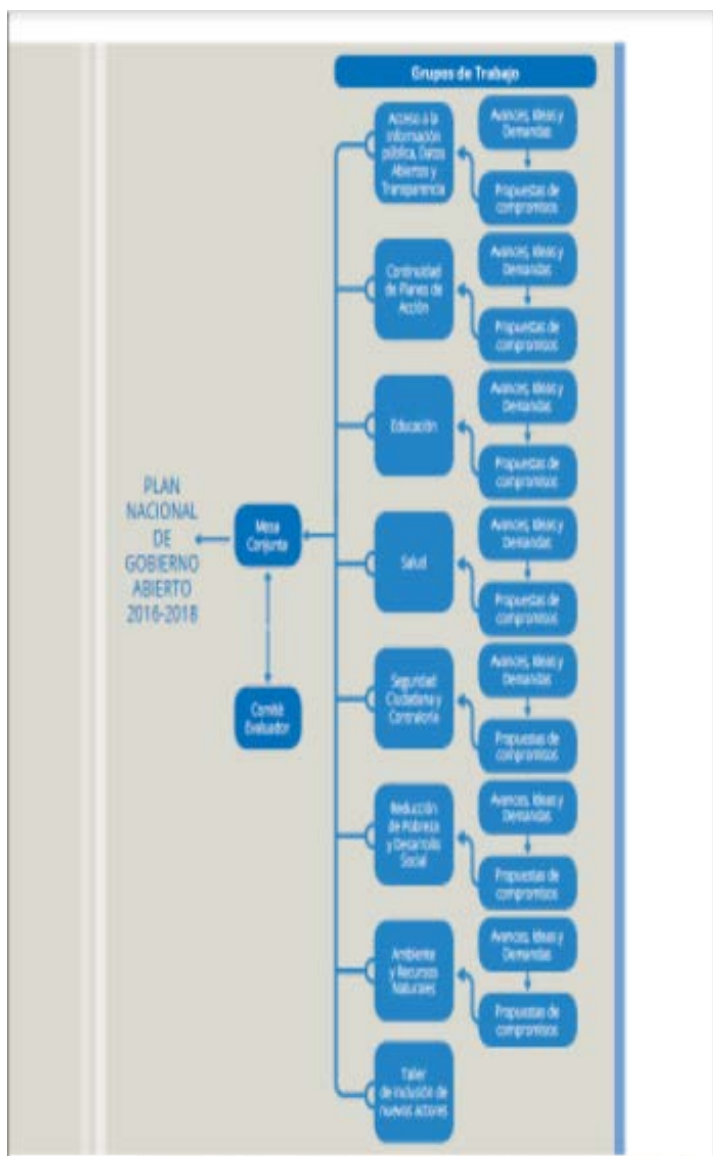 Grupos de Trabajo
Acceso a la
información
pública, Datos
Abiertos y
Transparencia
Avances, Ideas y
Demandas
Propuestas de
compromisos
Continuidad
de Planes de
Acción
Avances, Ideas y
Demandas
Propuestas de
compromisos
Educación
Avances, Ideas y
Demandas
Propuestas de
compromisos
PLAN
NACIONAL
DE
GOBIERNO
ABIERTO
2016-2018
Mesa
Conjunta
Comité
Evaluador
Salud
Avances, Ideas y
Demandas
Propuestas de
compromisos
Seguridad
Ciudadana y
Contraloría
Avances, Ideas y
Demandas
Propuestas de
compromisos
Reducción
de Pobreza
y Desarrollo
Social
Avances, Ideas y
Demandas
Propuestas de
compromisos
Ambiente
y Recursos
Naturales
Avances, Ideas y
Demandas
Propuestas de
compromisos
Taller
de inclusión de
nuevos actores